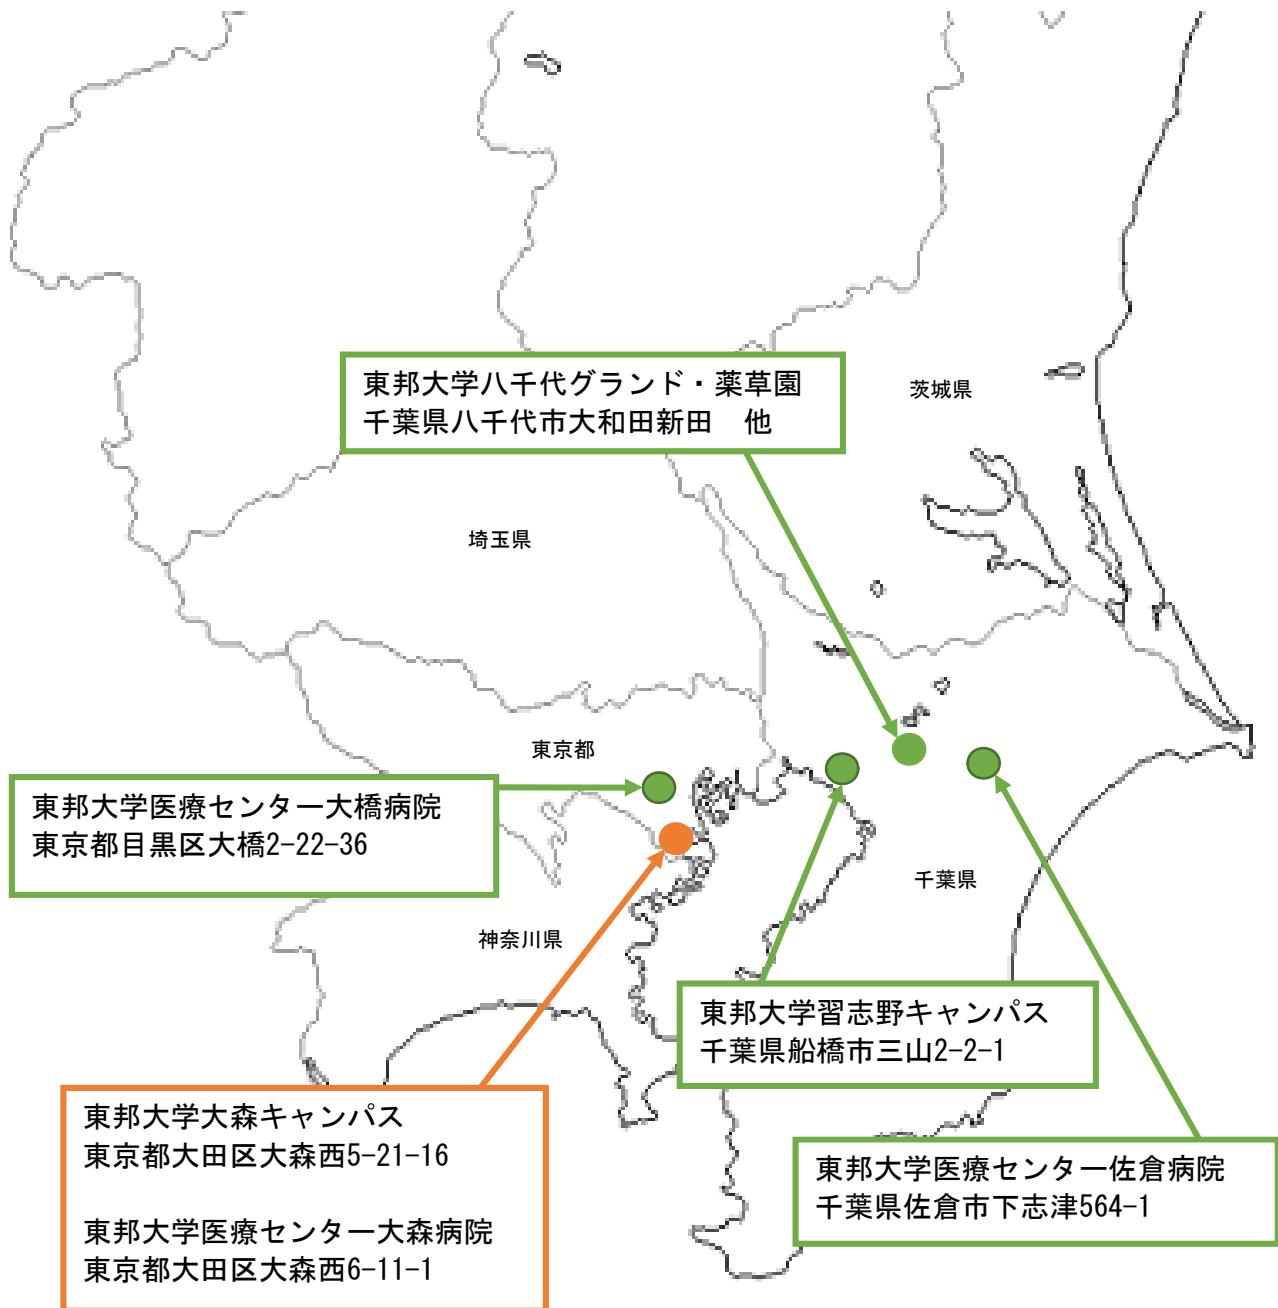 東邦大学八千代グランド・薬草園
千葉県八千代市大和田新田　他
茨城県
埼玉県
東京都
東邦大学医療センター大橋病院
東京都目黒区大橋2-22-36
千葉県
神奈川県
東邦大学習志野キャンパス
千葉県船橋市三山2-2-1
東邦大学大森キャンパス
東京都大田区大森西5-21-16
東邦大学医療センター大森病院
東京都大田区大森西6-11-1
東邦大学医療センター佐倉病院
千葉県佐倉市下志津564-1